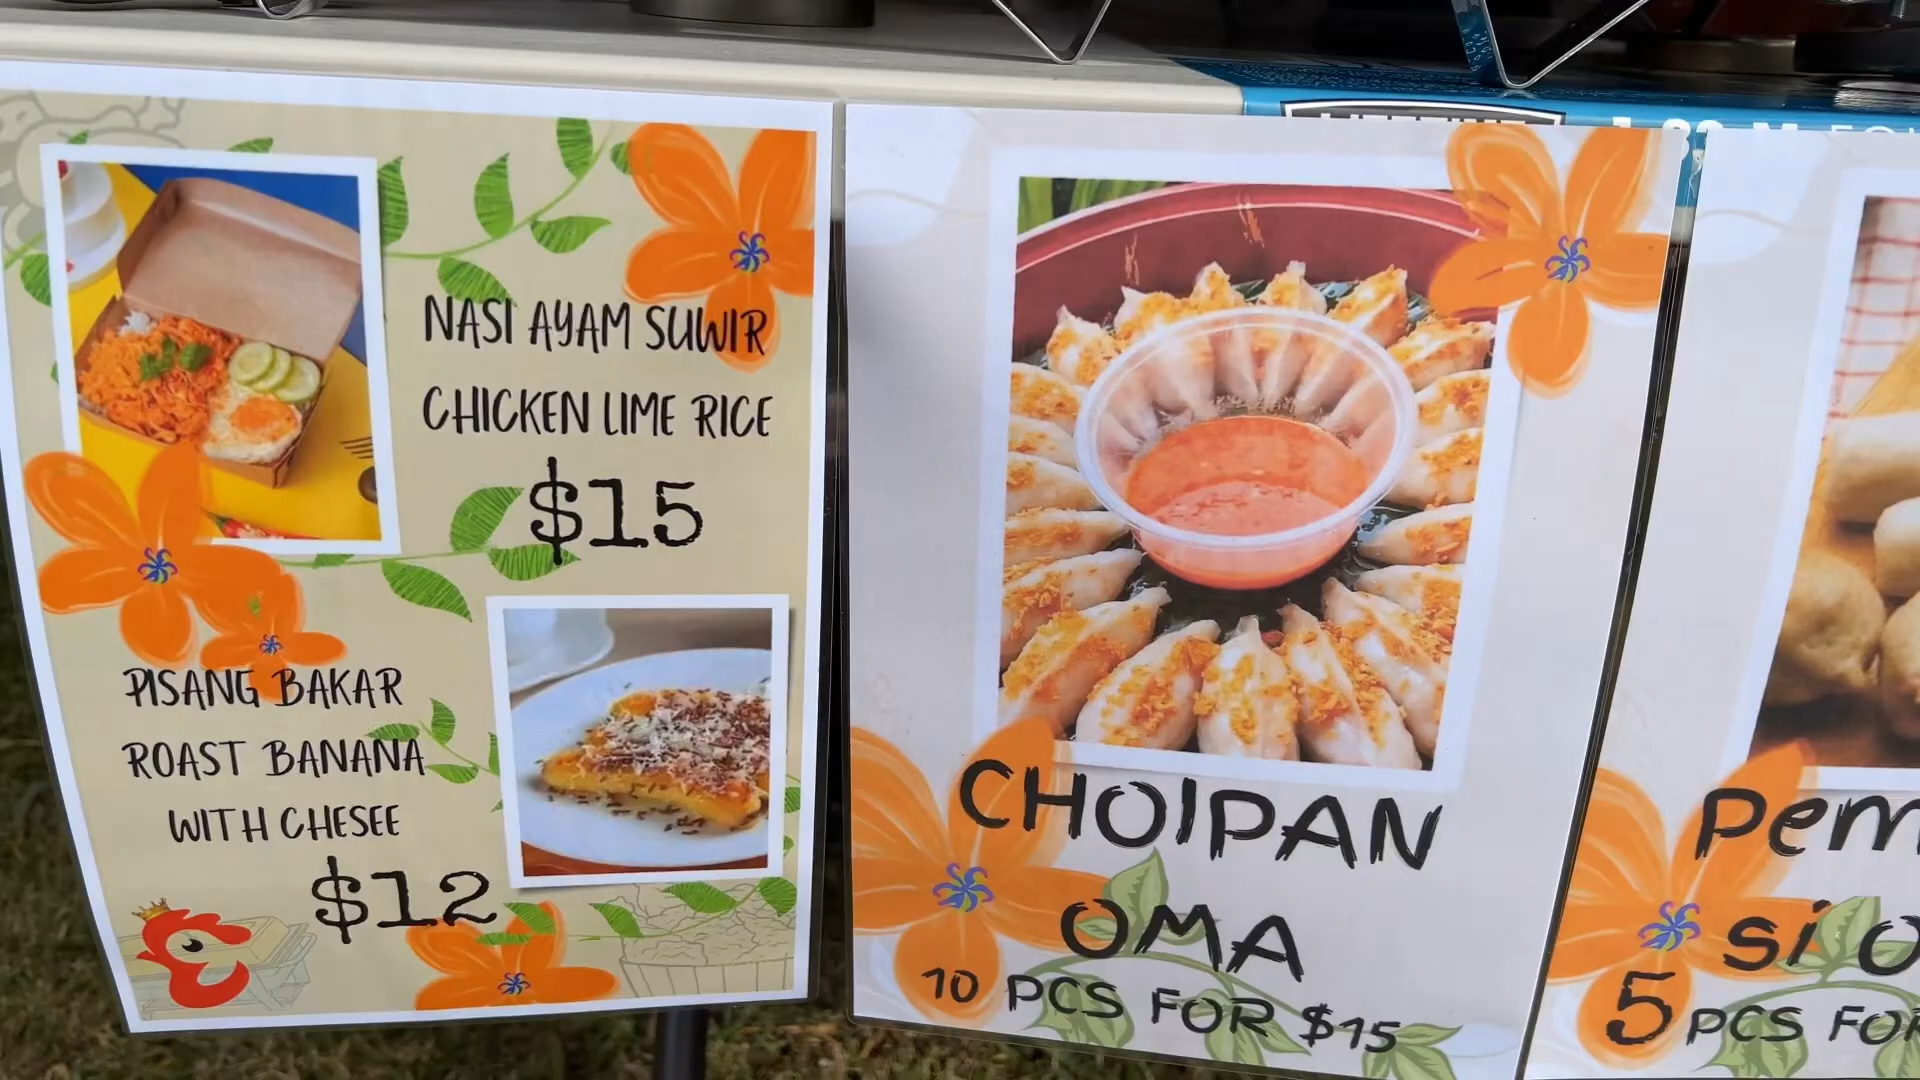 NASI AYAM SUWIR
CHICKEN LIME RICE
$15
PISANG BAKAR
ROAST BANANA
WITH CHESEE
$12
CHOIPAN
OMA
10 PCS FOR $15
si
5 PCS